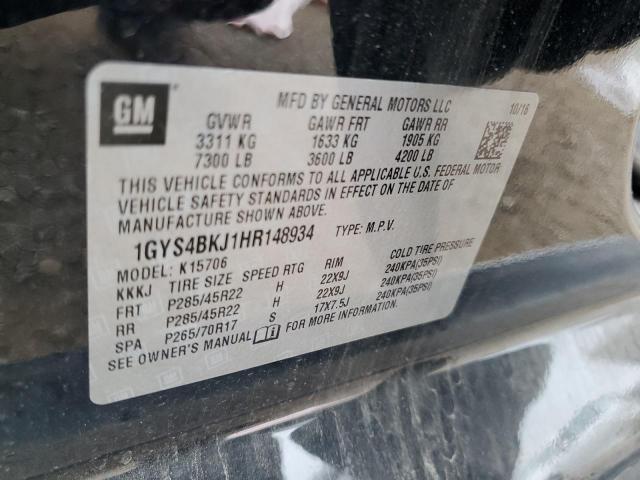 GM
MFD BY GENERAL MOTORS LLC 10/16
GVWR GAWR FRT GAWR RR
3311 KG 1633 KG 1905 KG
7300 LB 3600 LB 4200 LB
THIS VEHICLE CONFORMS TO ALL APPLICABLE U.S. FEDERAL MOTOR
VEHICLE SAFETY STANDARDS IN EFFECT ON THE DATE OF
MANUFACTURE SHOWN ABOVE.
1GYS4BKJ1HR148934 TYPE: M.P.V.
MODEL: K15706
KKKJ TIRE SIZE SPEED RTG RIM COLD TIRE PRESSURE
FRT P285/45R22 H 22X9J 240KPA(35PSI)
RR P285/45R22 H 22X9J 240KPA(35PSI)
SPA P265/70R17 S 17X7.5J 240KPA(35PSI)
SEE OWNER'S MANUAL FOR MORE INFORMATION.